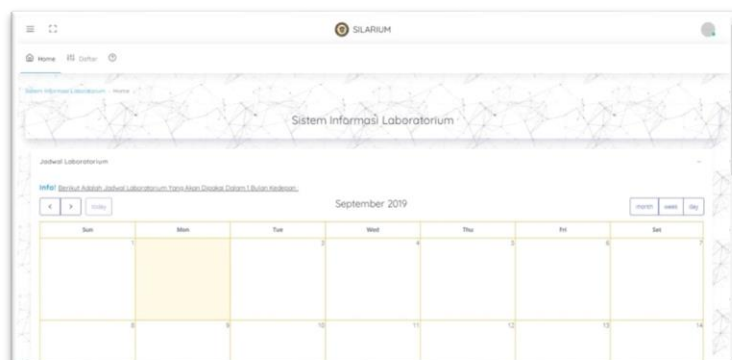 SILARIUM
Home Daftar
Sistem Informasi Laboratorium Home
Sistem Informasi Laboratorium
Jadwal Laboratorium
Info! Berikut Adalah Jadwal Laboratorium Yang Akan Dipakai Dalam 1 Bulan Kedepan.
< > today September 2019 month week day
Sun Mon Tue Wed Thu Fri Sat
1 3 4 5 6 7
8 9 10 11 12 13 14